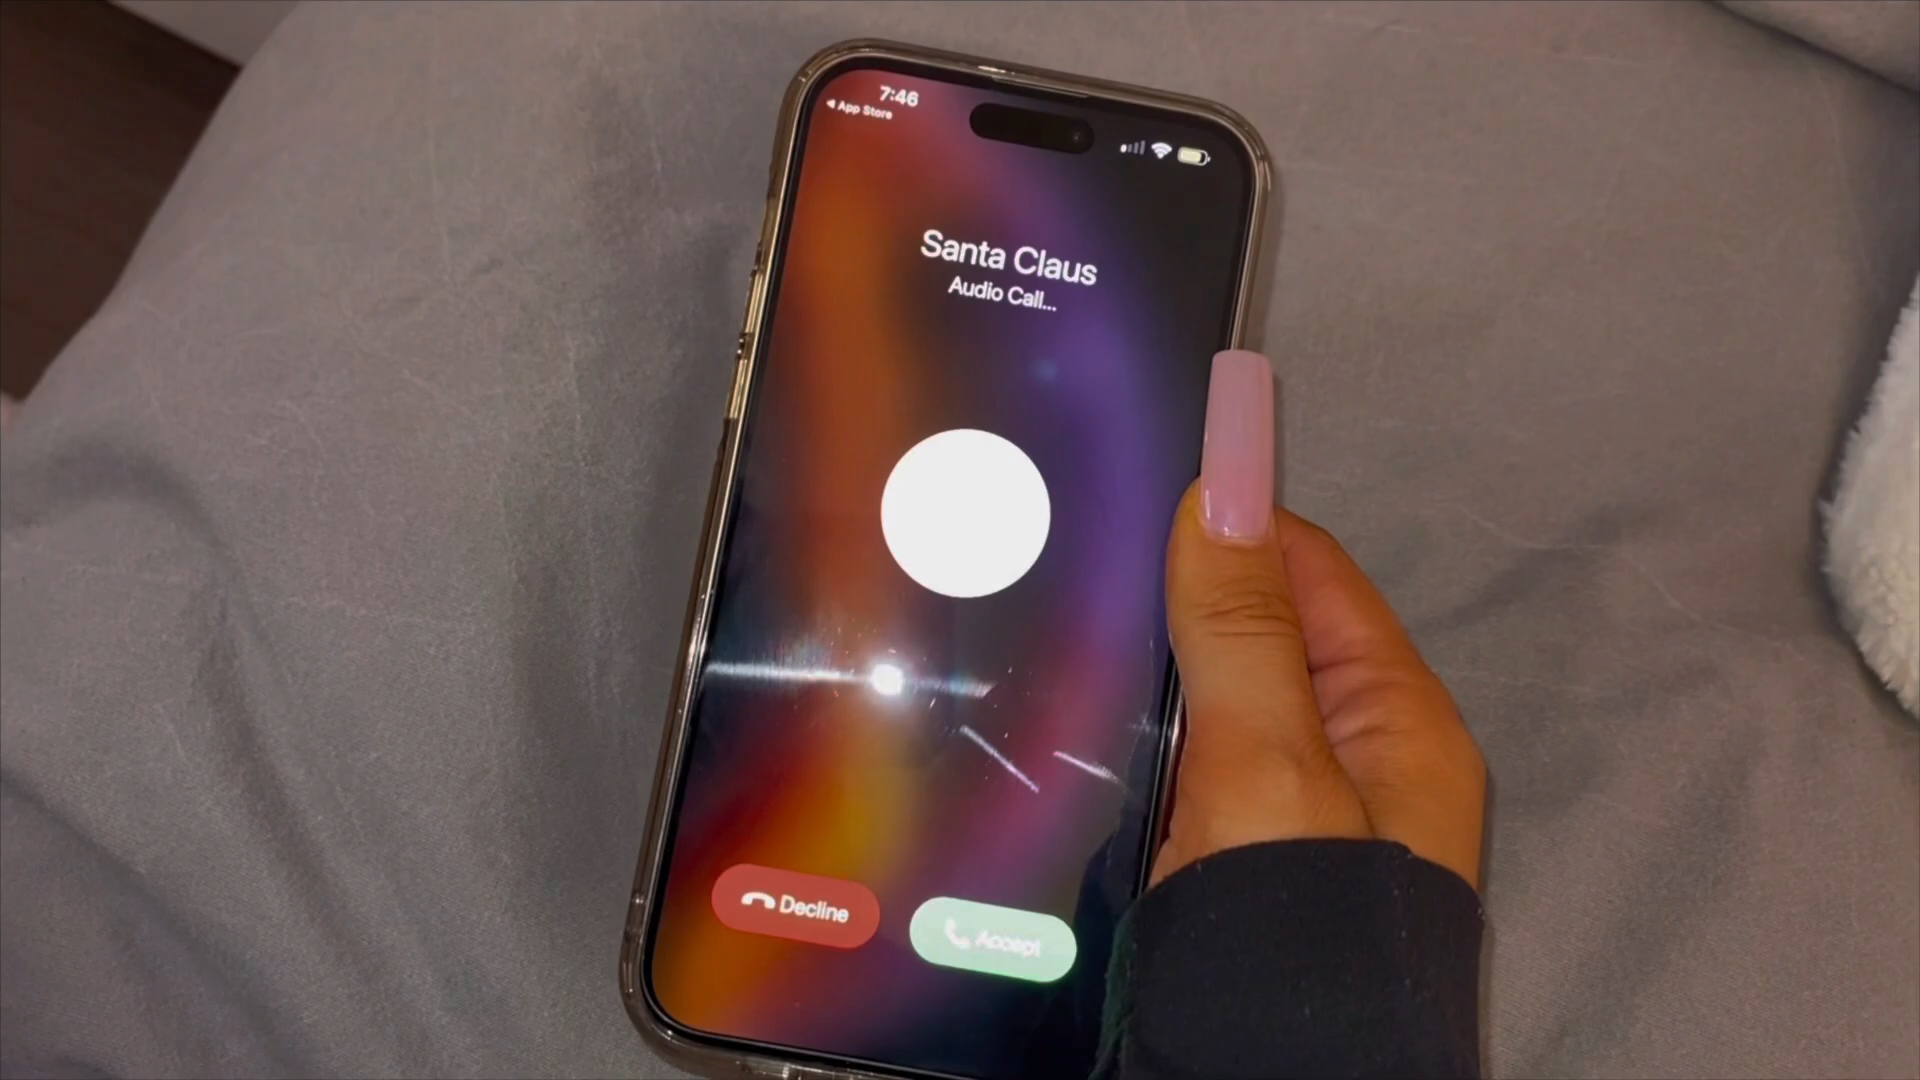 7:46
◀ App Store
Santa Claus
Audio Call...
Decline
Accept